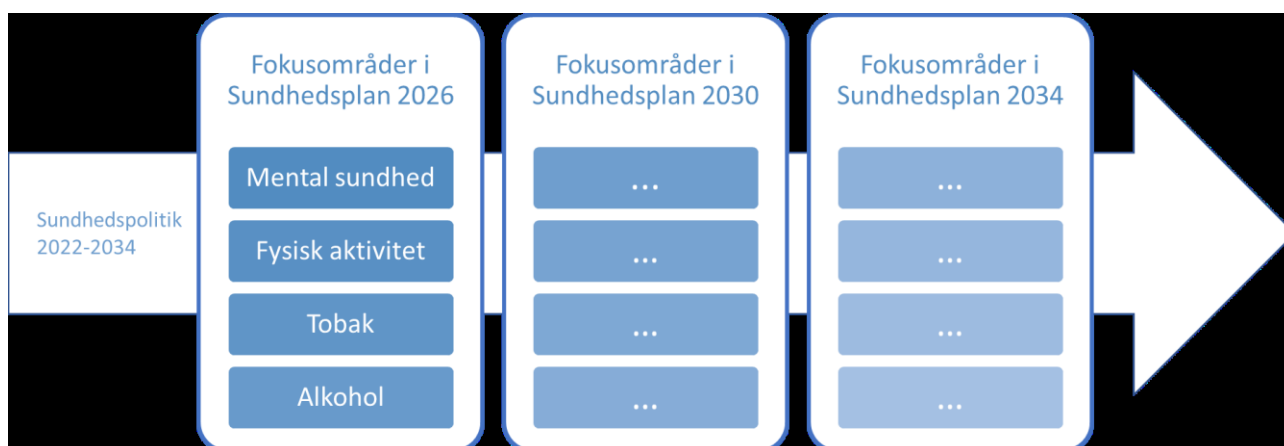 Sundhedspolitik
2022-2034
Fokusområder i
Sundhedsplan 2026
Mental sundhed
Fysisk aktivitet
Tobak
Alkohol
Fokusområder i
Sundhedsplan 2030
...
...
...
...
Fokusområder i
Sundhedsplan 2034
...
...
...
...